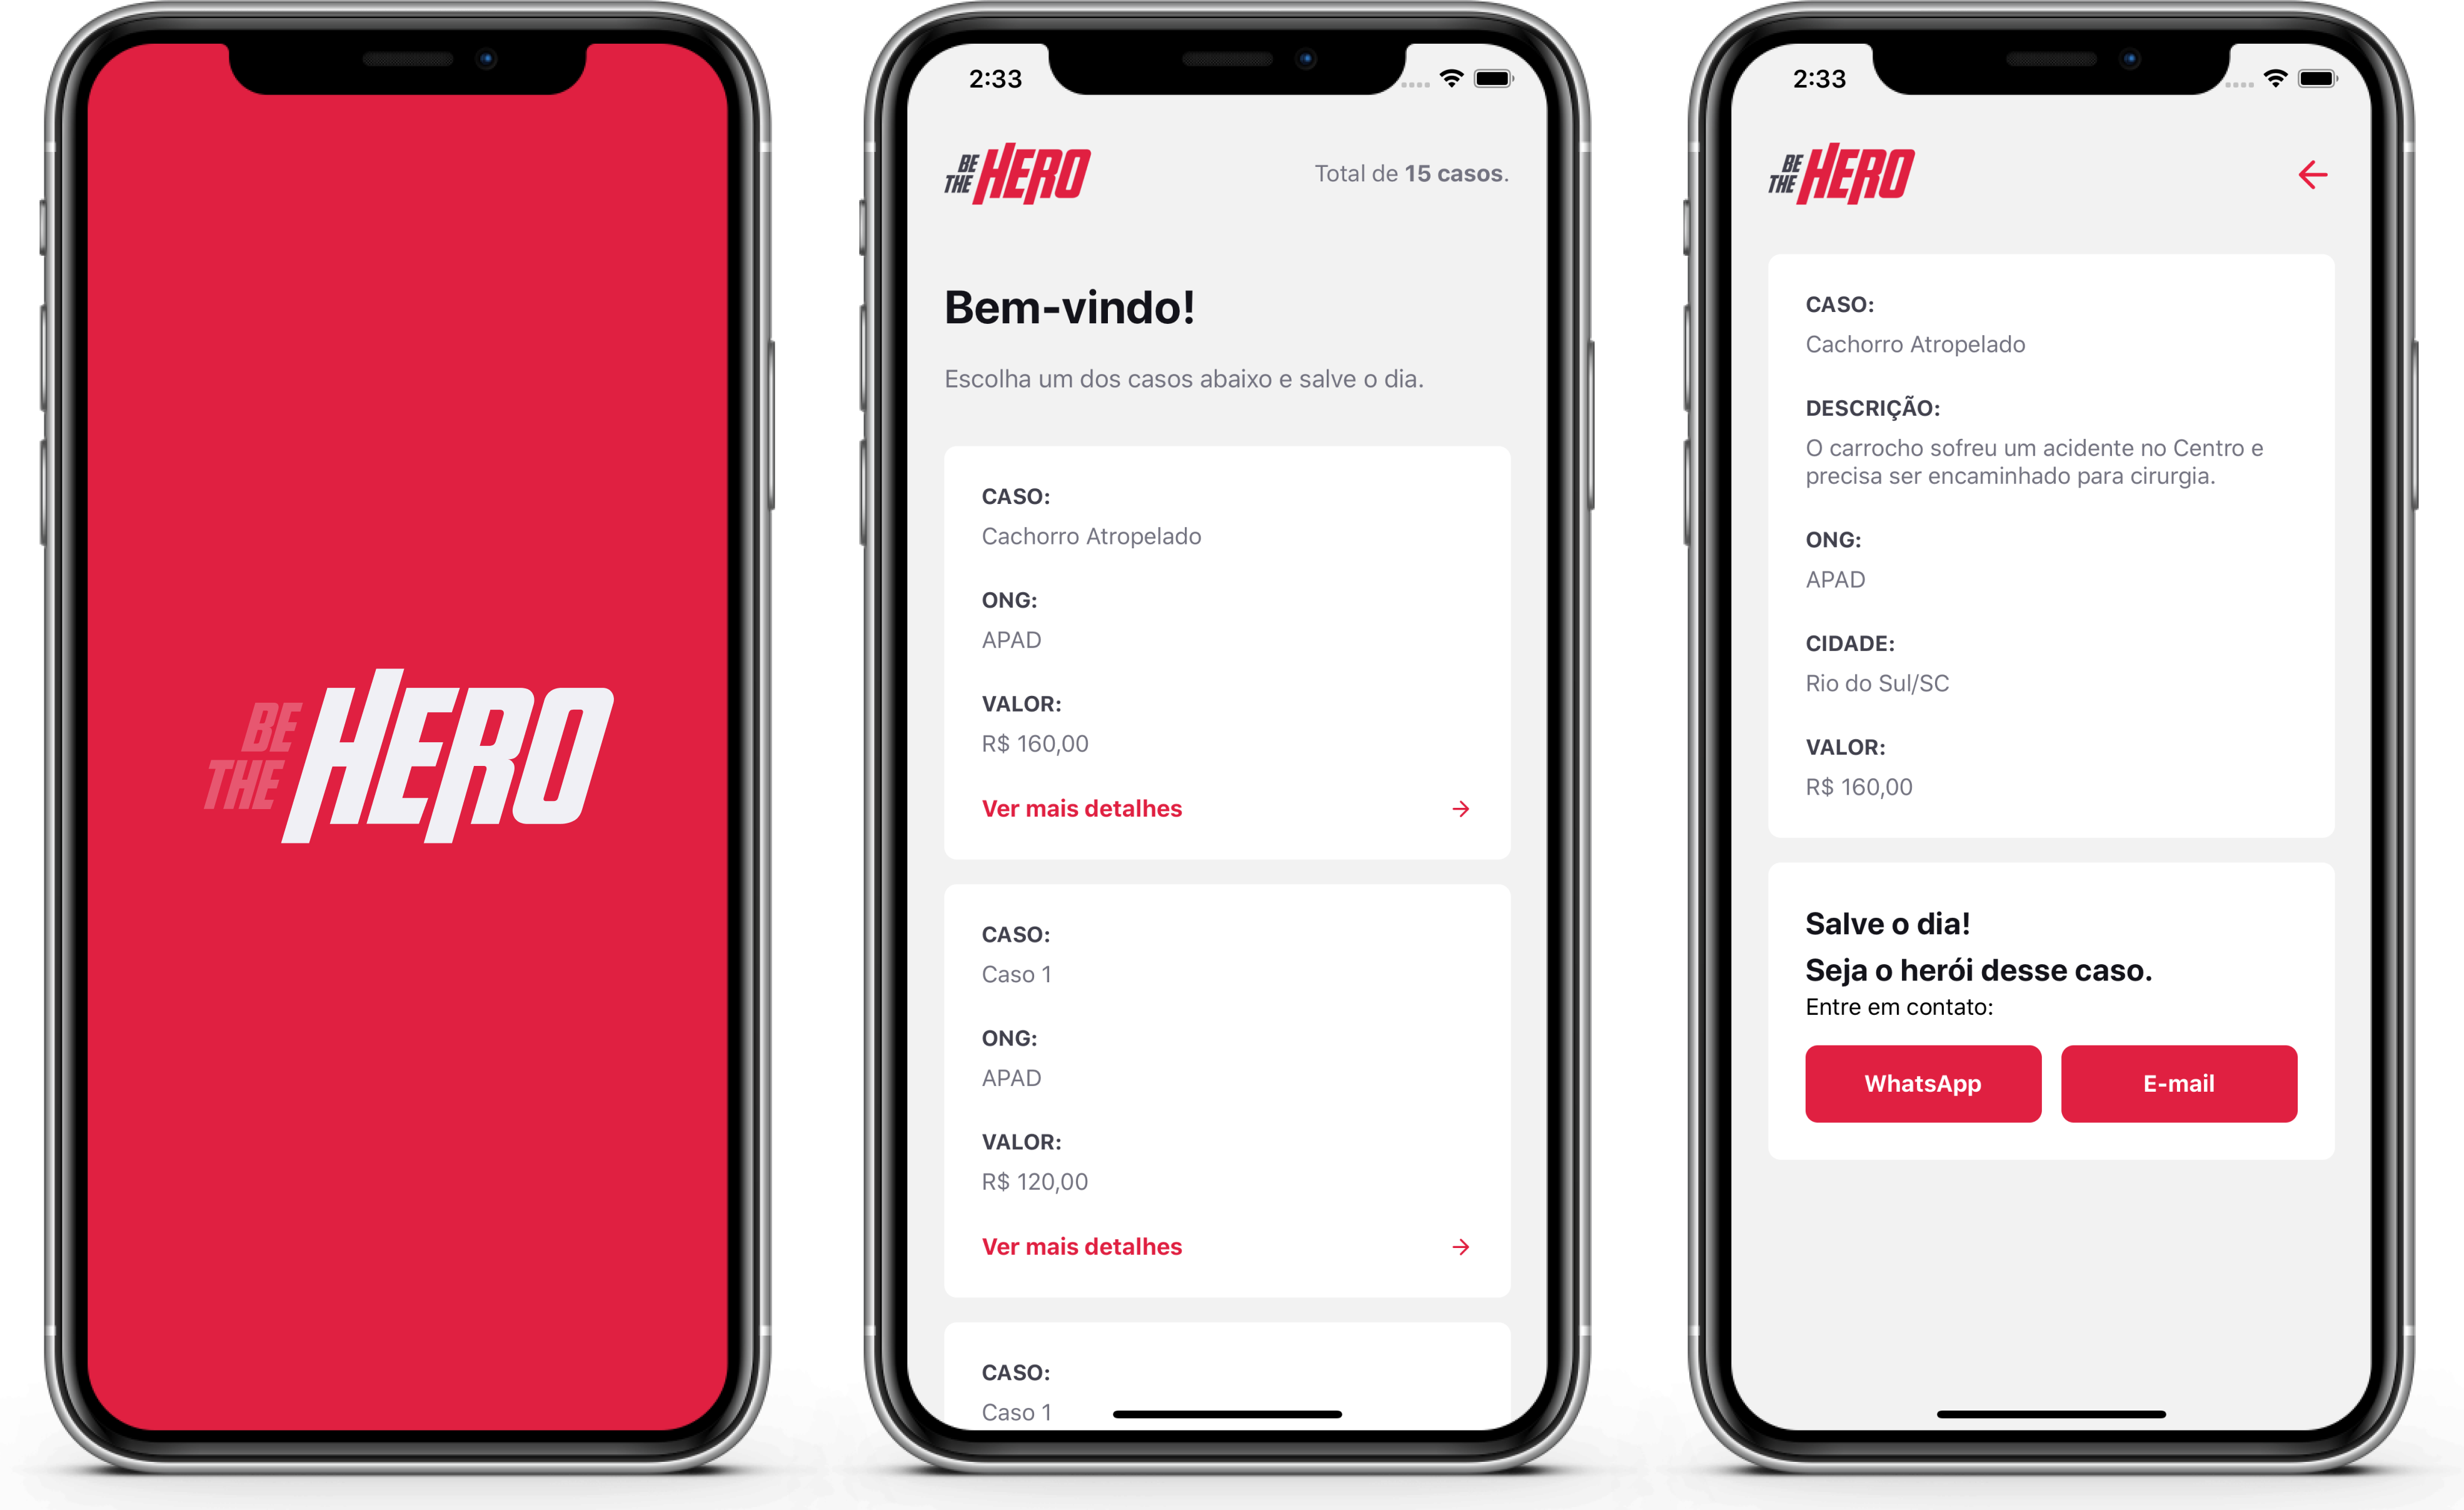 BE
THE HERO
2:33
BE
THE HERO
Total de 15 casos.
Bem-vindo!
Escolha um dos casos abaixo e salve o dia.
CASO:
Cachorro Atropelado
ONG:
APAD
VALOR:
R$ 160,00
Ver mais detalhes
CASO:
Caso 1
ONG:
APAD
VALOR:
R$ 120,00
Ver mais detalhes
CASO:
Caso 1
2:33
BE
THE HERO
CASO:
Cachorro Atropelado
DESCRIÇÃO:
O carrocho sofreu um acidente no Centro e
precisa ser encaminhado para cirurgia.
ONG:
APAD
CIDADE:
Rio do Sul/SC
VALOR:
R$ 160,00
Salve o dia!
Seja o herói desse caso.
Entre em contato:
WhatsApp
E-mail